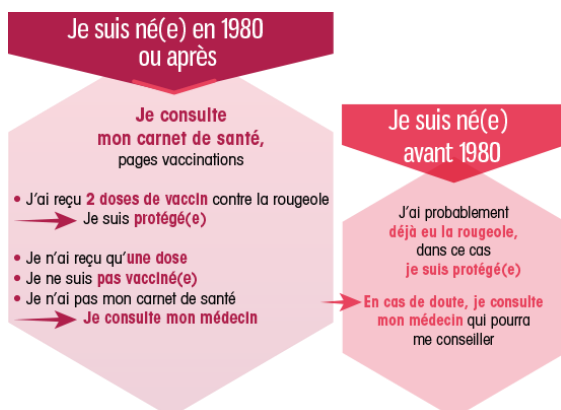 Je suis né(e) en 1980
ou après
Je consulte
mon carnet de santé,
pages vaccinations
• J'ai reçu 2 doses de vaccin contre la rougeole
Je suis protégé(e)
• Je n'ai reçu qu'une dose
• Je ne suis pas vacciné(e)
• Je n'ai pas mon carnet de santé
Je consulte mon médecin
Je suis né(e)
avant 1980
J'ai probablement
déjà eu la rougeole,
dans ce cas
je suis protégé(e)
En cas de doute, je consulte
mon médecin qui pourra
me conseiller